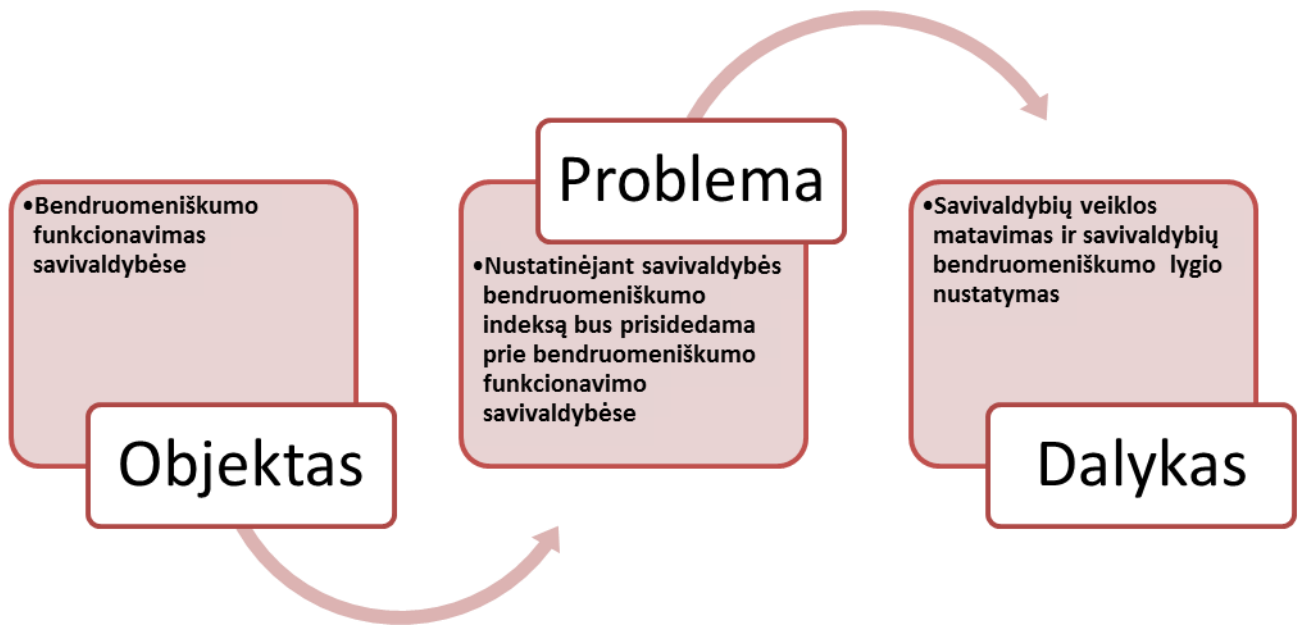 •Bendruomeniškumo
funkcionavimas
savivaldybėse
Objektas
Problema
•Nustatinėjant savivaldybės
bendruomeniškumo
indeksą bus prisidedama
prie bendruomeniškumo
funkcionavimo
savivaldybėse
•Savivaldybių veiklos
matavimas ir savivaldybių
bendruomeniškumo lygio
nustatymas
Dalykas